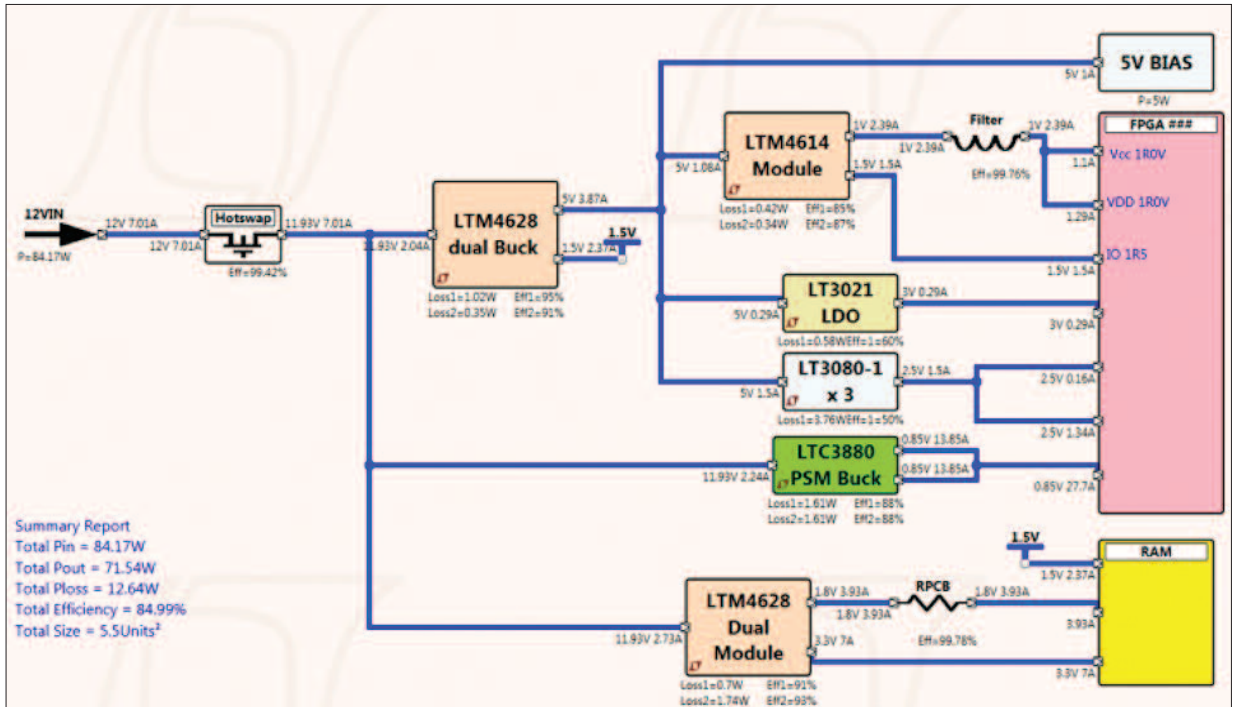 12VIN
P=84.17W
12V 7.01A
12V 7.01A
Hotswap
Eff=99.42%
11.93V 7.01A
11.93V 2.04A
LTM4628
dual Buck
Loss1=1.02W Eff1=95%
Loss2=0.35W Eff2=91%
5V 3.87A
1.5V 2.37A
1.5V
5V 1A
5V BIAS
P=5W
5V 1.08A
LTM4614
Module
Loss1=0.42W Eff1=85%
Loss2=0.34W Eff2=87%
1V 2.39A
1.5V 1.5A
1V 2.39A
Filter
Eff=99.76%
1V 2.39A
FPGA ###
1.1A
Vcc 1R0V
1.29A
VDD 1R0V
1.5V 1.5A
IO 1R5
5V 0.29A
LT3021
LDO
Loss1=0.58WEff=1=60%
3V 0.29A
3V 0.29A
5V 1.5A
LT3080-1
x 3
Loss1=3.76WEff=1=50%
2.5V 1.5A
2.5V 0.16A
2.5V 1.34A
11.93V 2.24A
LTC3880
PSM Buck
Loss1=1.61W Eff1=88%
Loss2=1.61W Eff2=88%
0.85V 13.85A
0.85V 13.85A
0.85V 27.7A
Summary Report
Total Pin = 84.17W
Total Pout = 71.54W
Total Ploss = 12.64W
Total Efficiency = 84.99%
Total Size = 5.5Units²
11.93V 2.73A
LTM4628
Dual
Module
Loss1=0.7W Eff1=91%
Loss2=1.74W Eff2=93%
1.8V 3.93A
1.8V 3.93A
RPCB
Eff=99.78%
1.8V 3.93A
3.3V 7A
1.5V
RAM
1.5V 2.37A
3.93A
3.3V 7A